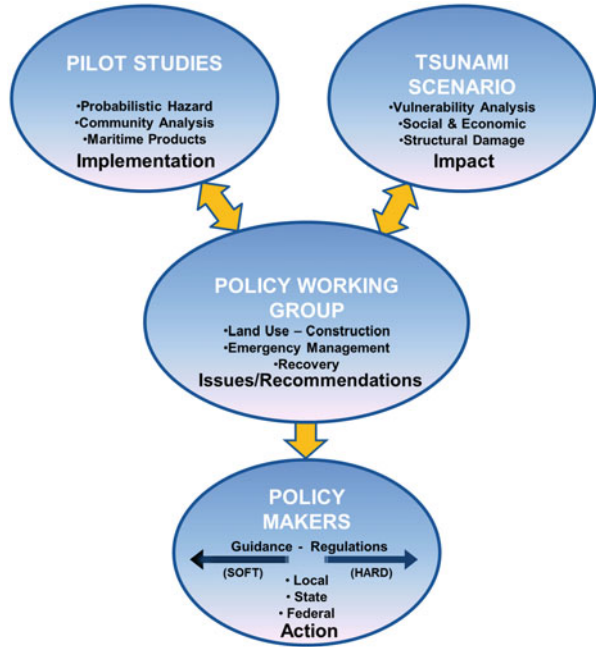 PILOT STUDIES
•Probabilistic Hazard
•Community Analysis
•Maritime Products
Implementation
TSUNAMI
SCENARIO
•Vulnerability Analysis
•Social & Economic
•Structural Damage
Impact
POLICY WORKING
GROUP
•Land Use – Construction
•Emergency Management
•Recovery
Issues/Recommendations
POLICY
MAKERS
Guidance - Regulations
(SOFT) (HARD)
• Local
• State
• Federal
Action